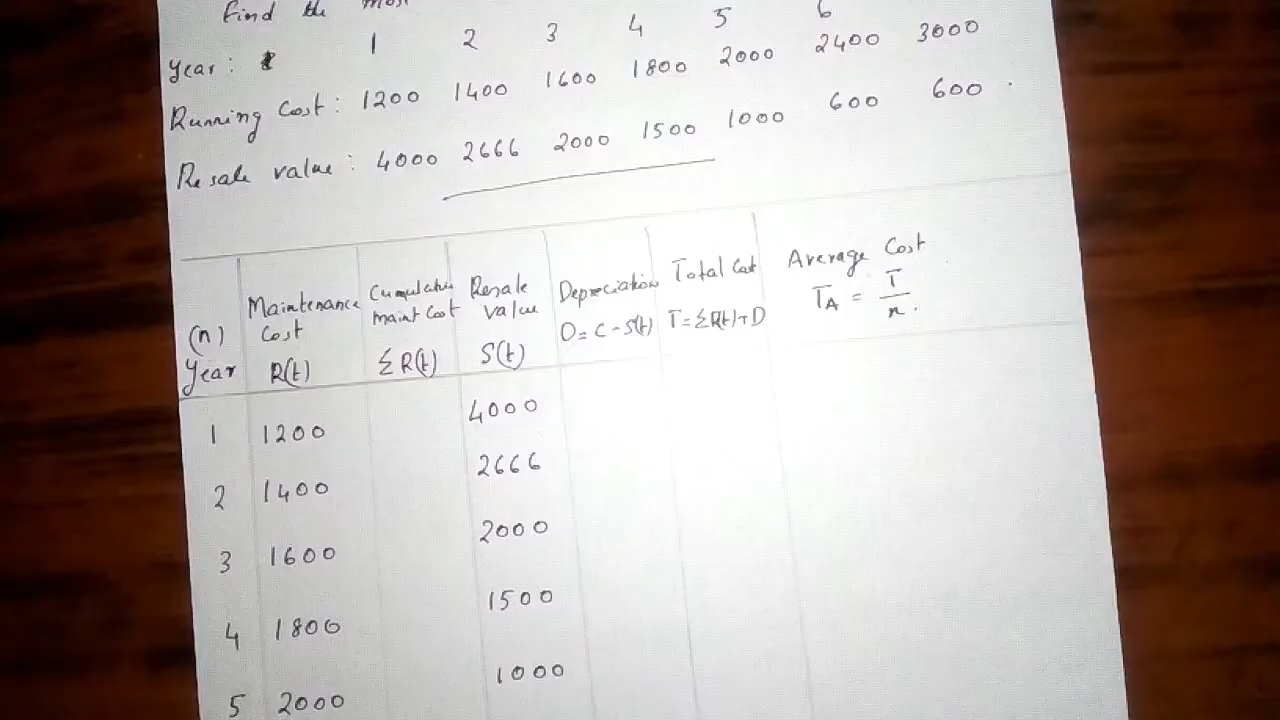 Find the most
Year : 1 2 3 4 5 6
Running Cost : 1200 1400 1600 1800 2000 2400 3000
Resale value : 4000 2666 2000 1500 1000 600 600 .
(n) Year
Maintenance Cost R(t)
Cumulative maint Cost ΣR(t)
Resale value S(t)
Depreciation D = C - S(t)
Total Cost T = ΣR(t)+D
Average Cost T_A = T/n .
1 1200 4000
2 1400 2666
3 1600 2000
4 1800 1500
5 2000 1000